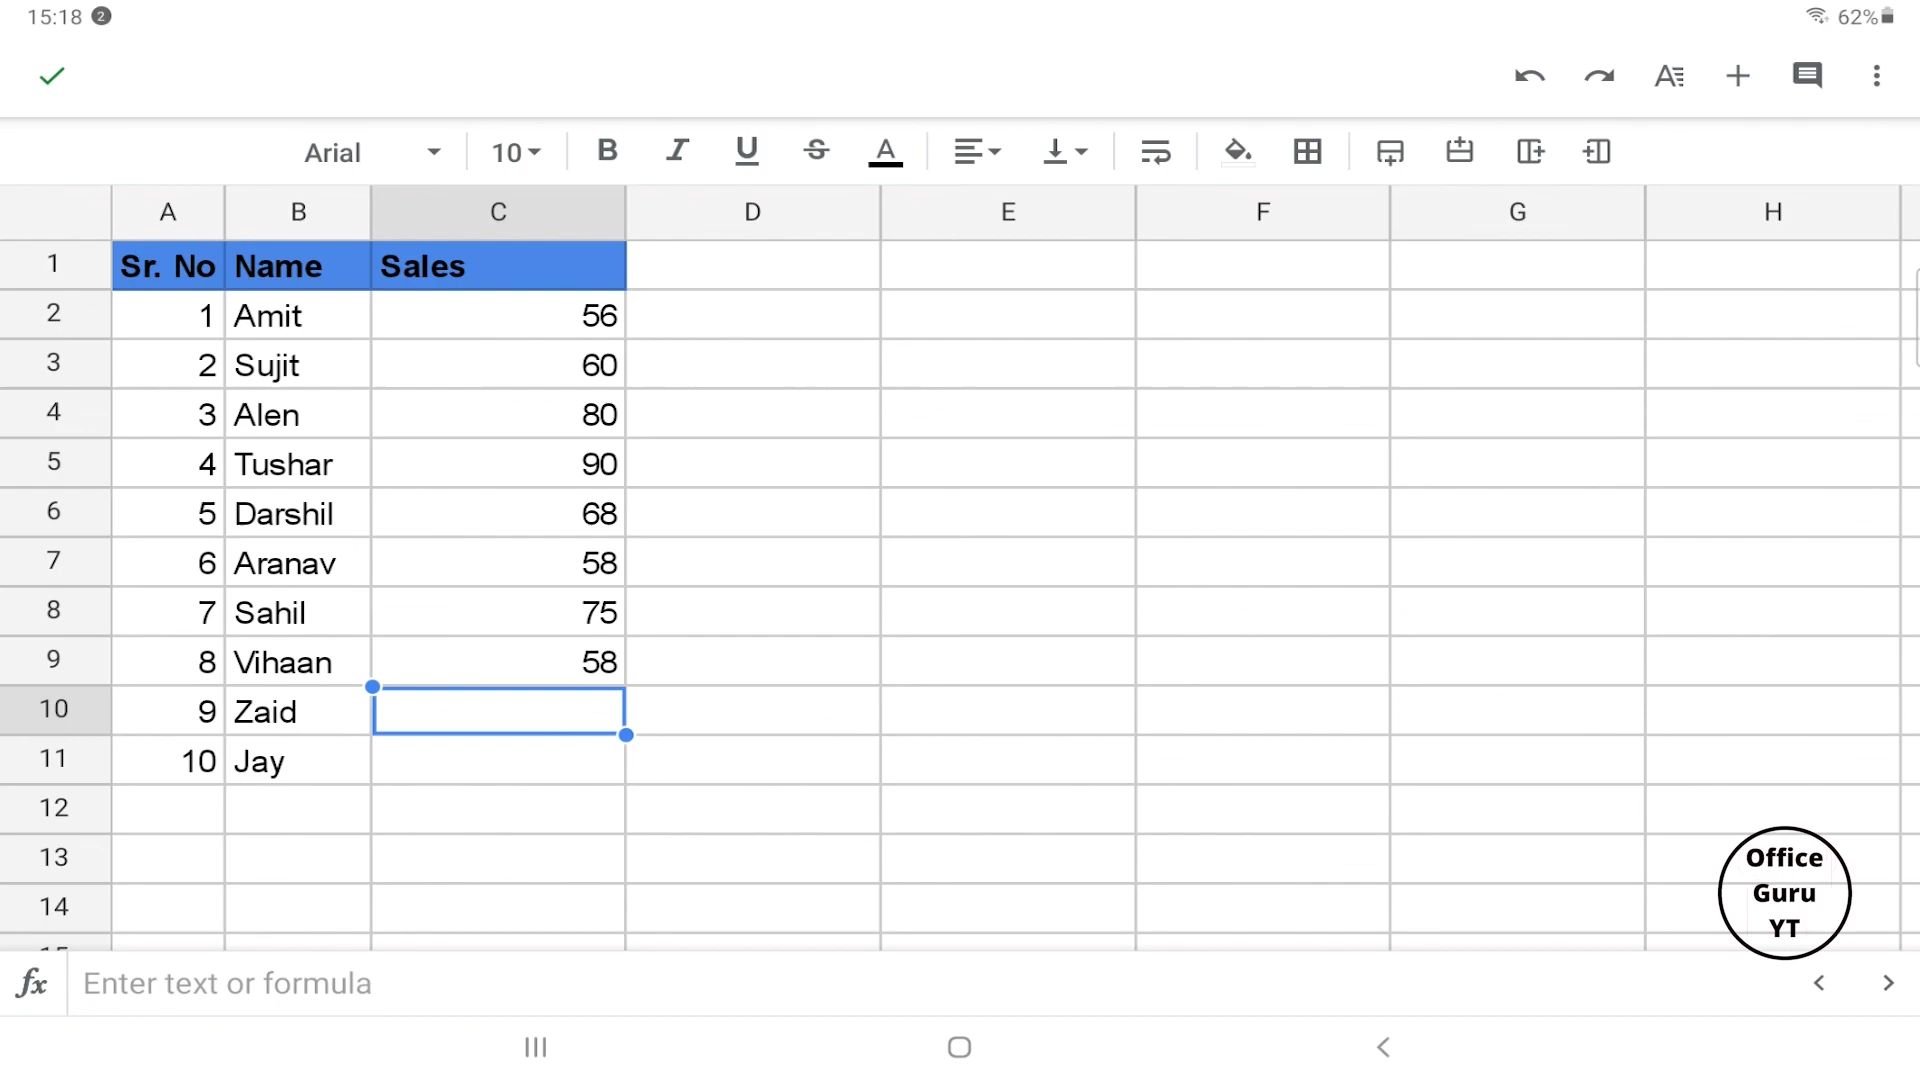 15:18 2 62%
Arial 10 B I U S A
A B C D E F G H
1 Sr. No Name Sales
2 1 Amit 56
3 2 Sujit 60
4 3 Alen 80
5 4 Tushar 90
6 5 Darshil 68
7 6 Aranav 58
8 7 Sahil 75
9 8 Vihaan 58
10 9 Zaid
11 10 Jay
12
13
14
Office
Guru
YT
fx Enter text or formula